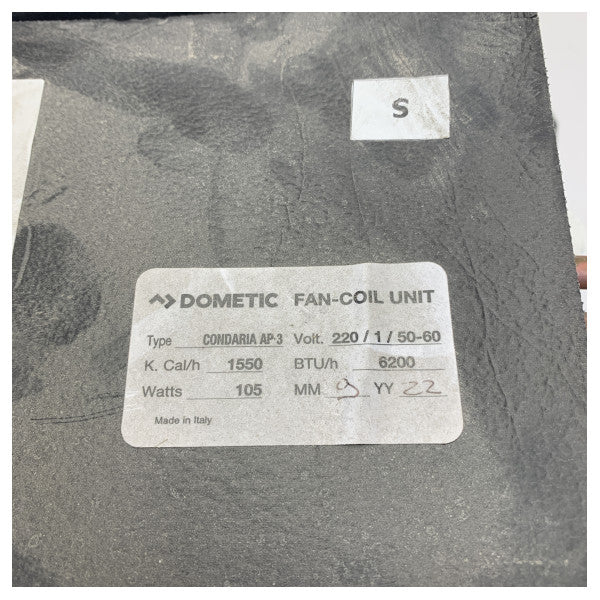 S
DOMETIC FAN-COIL UNIT
Type CONDARIA AP-3 Volt. 220 / 1 / 50-60
K. Cal/h 1550 BTU/h 6200
Watts 105 MM 9 YY 22
Made in Italy